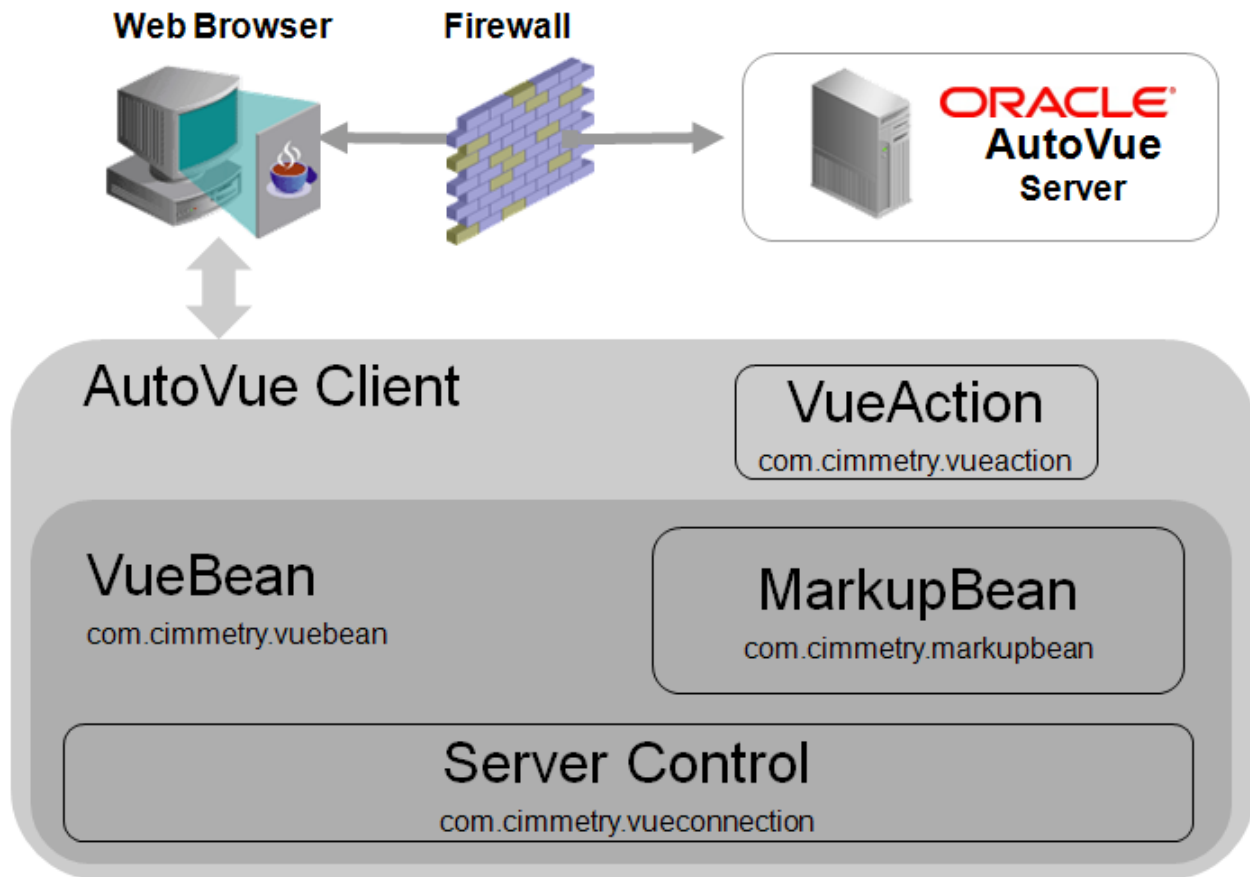 Web Browser
Firewall
ORACLE®
AutoVue
Server
AutoVue Client
VueAction
com.cimmetry.vueaction
VueBean
com.cimmetry.vuebean
MarkupBean
com.cimmetry.markupbean
Server Control
com.cimmetry.vueconnection